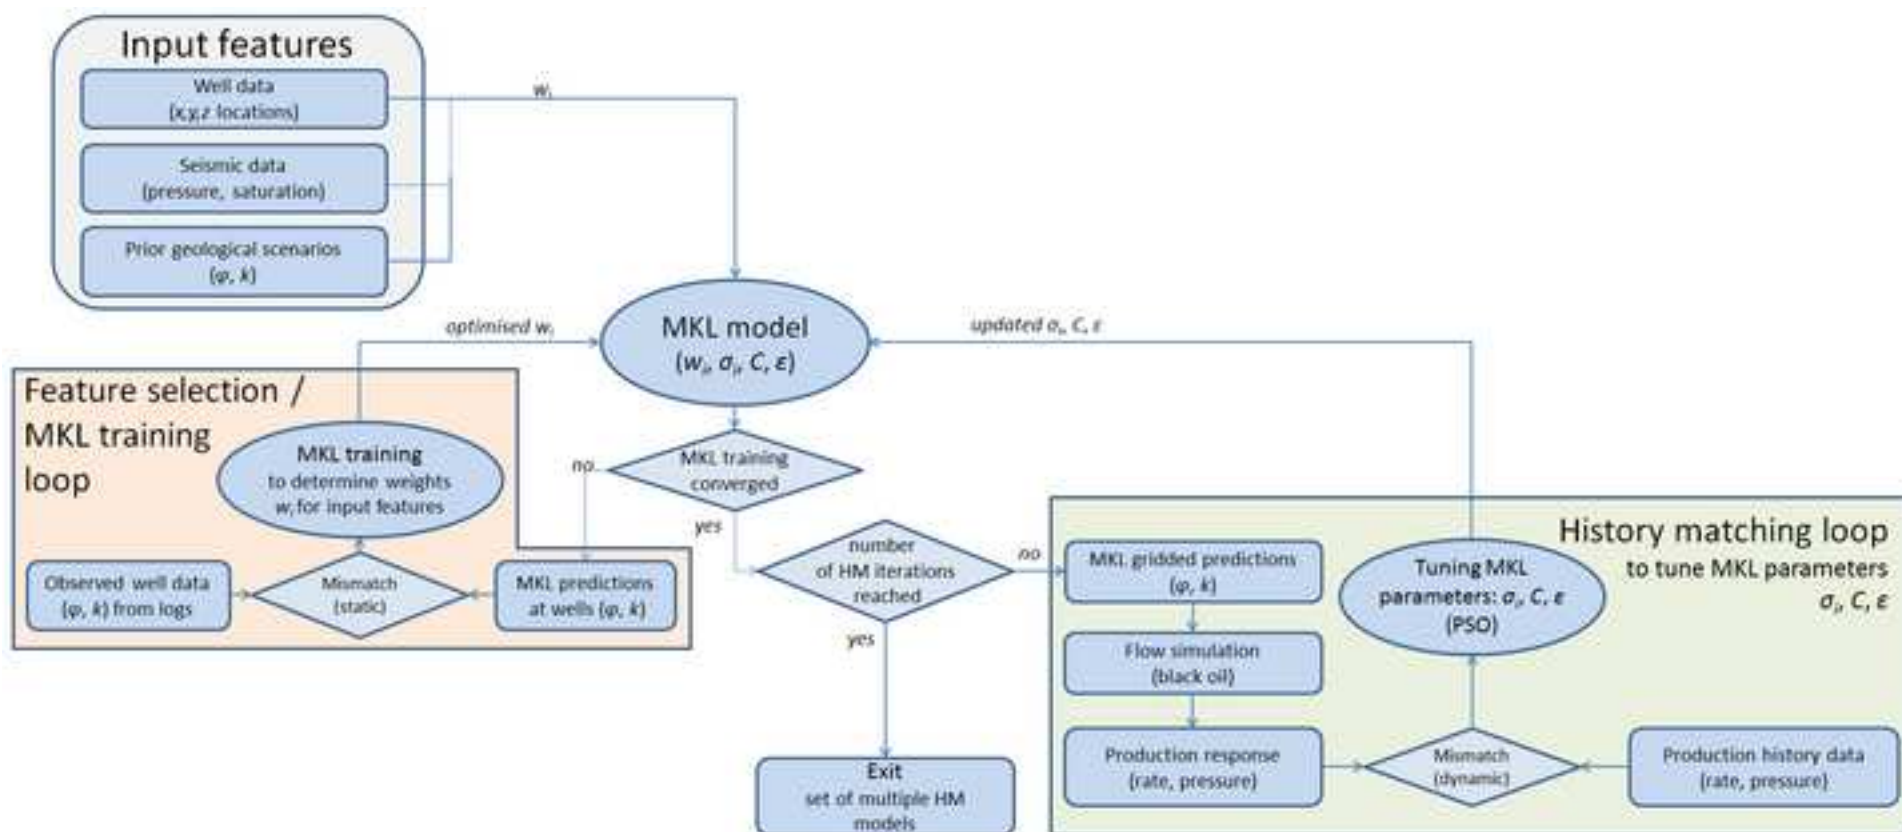 Input features
Well data
(x,y,z locations)
Seismic data
(pressure, saturation)
Prior geological scenarios
(φ, k)
wᵢ
optimised wᵢ
MKL model
(wᵢ, σᵢ, C, ε)
updated σᵢ, C, ε
Feature selection /
MKL training
loop
MKL training
to determine weights
wᵢ for input features
Observed well data
(φ, k) from logs
Mismatch
(static)
MKL predictions
at wells (φ, k)
no
MKL training
converged
yes
number
of HM iterations
reached
no
yes
Exit
set of multiple HM
models
History matching loop
to tune MKL parameters
σᵢ, C, ε
MKL gridded predictions
(φ, k)
Flow simulation
(black oil)
Production response
(rate, pressure)
Tuning MKL
parameters: σᵢ, C, ε
(PSO)
Mismatch
(dynamic)
Production history data
(rate, pressure)